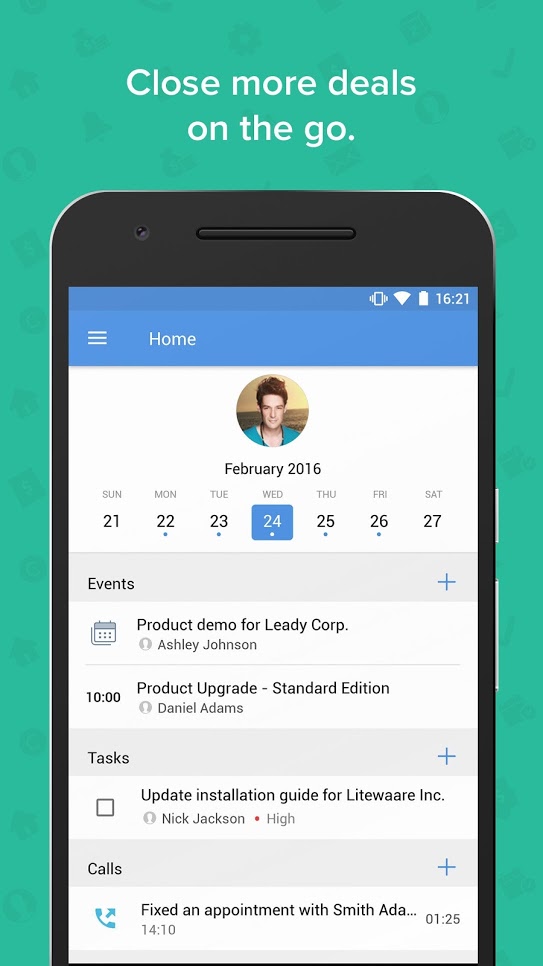 Close more deals
on the go.
16:21
Home
February 2016
SUN MON TUE WED THU FRI SAT
21 22 23 24 25 26 27
Events
Product demo for Leady Corp.
Ashley Johnson
10:00 Product Upgrade - Standard Edition
Daniel Adams
Tasks
Update installation guide for Litewaare Inc.
Nick Jackson • High
Calls
Fixed an appointment with Smith Ada... 01:25
14:10